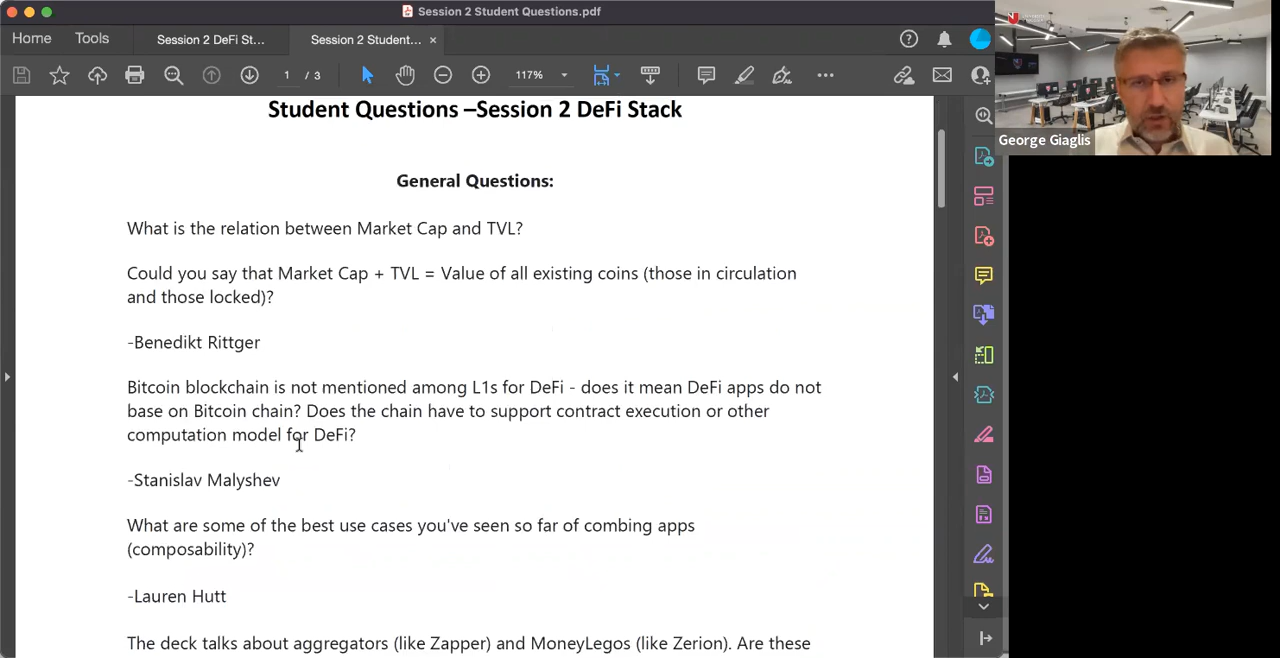 Session 2 Student Questions.pdf
Home
Tools
Session 2 DeFi St...
Session 2 Student...
×
1 / 3
117%
George Giaglis
Student Questions –Session 2 DeFi Stack
General Questions:
What is the relation between Market Cap and TVL?
Could you say that Market Cap + TVL = Value of all existing coins (those in circulation
and those locked)?
-Benedikt Rittger
Bitcoin blockchain is not mentioned among L1s for DeFi - does it mean DeFi apps do not
base on Bitcoin chain? Does the chain have to support contract execution or other
computation model for DeFi?
-Stanislav Malyshev
What are some of the best use cases you've seen so far of combing apps
(composability)?
-Lauren Hutt
The deck talks about aggregators (like Zapper) and MoneyLegos (like Zerion). Are these